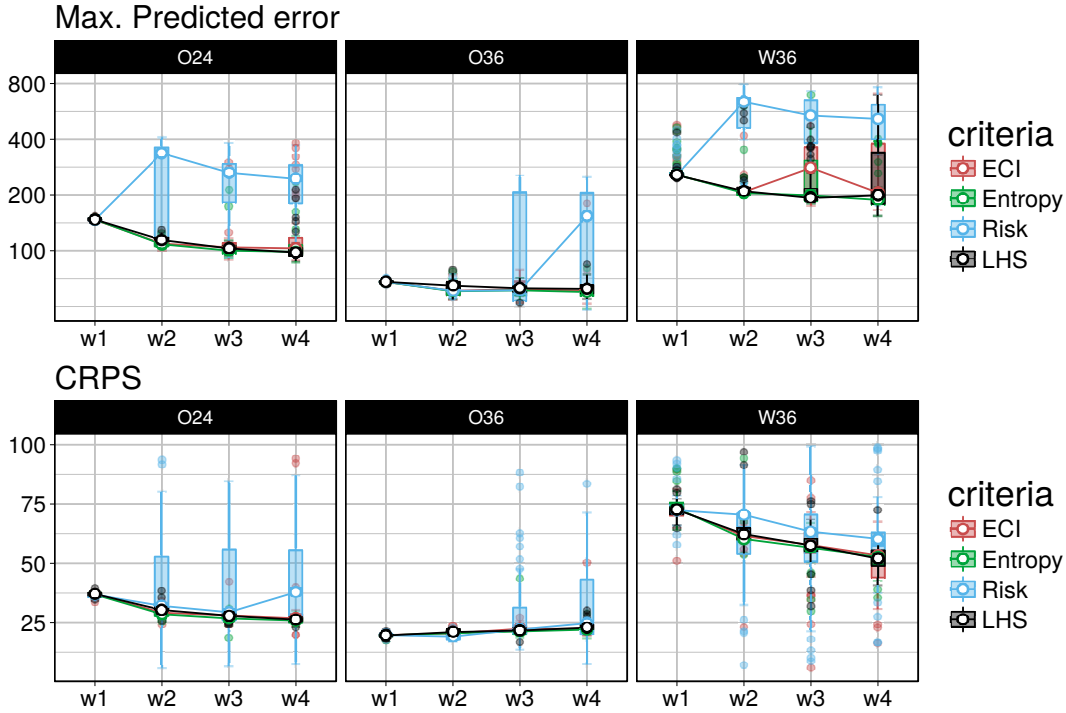 Max. Predicted error
O24 O36 W36
800
400
200
100
w1 w2 w3 w4 w1 w2 w3 w4 w1 w2 w3 w4
criteria
ECI
Entropy
Risk
LHS
CRPS
O24 O36 W36
100
75
50
25
w1 w2 w3 w4 w1 w2 w3 w4 w1 w2 w3 w4
criteria
ECI
Entropy
Risk
LHS